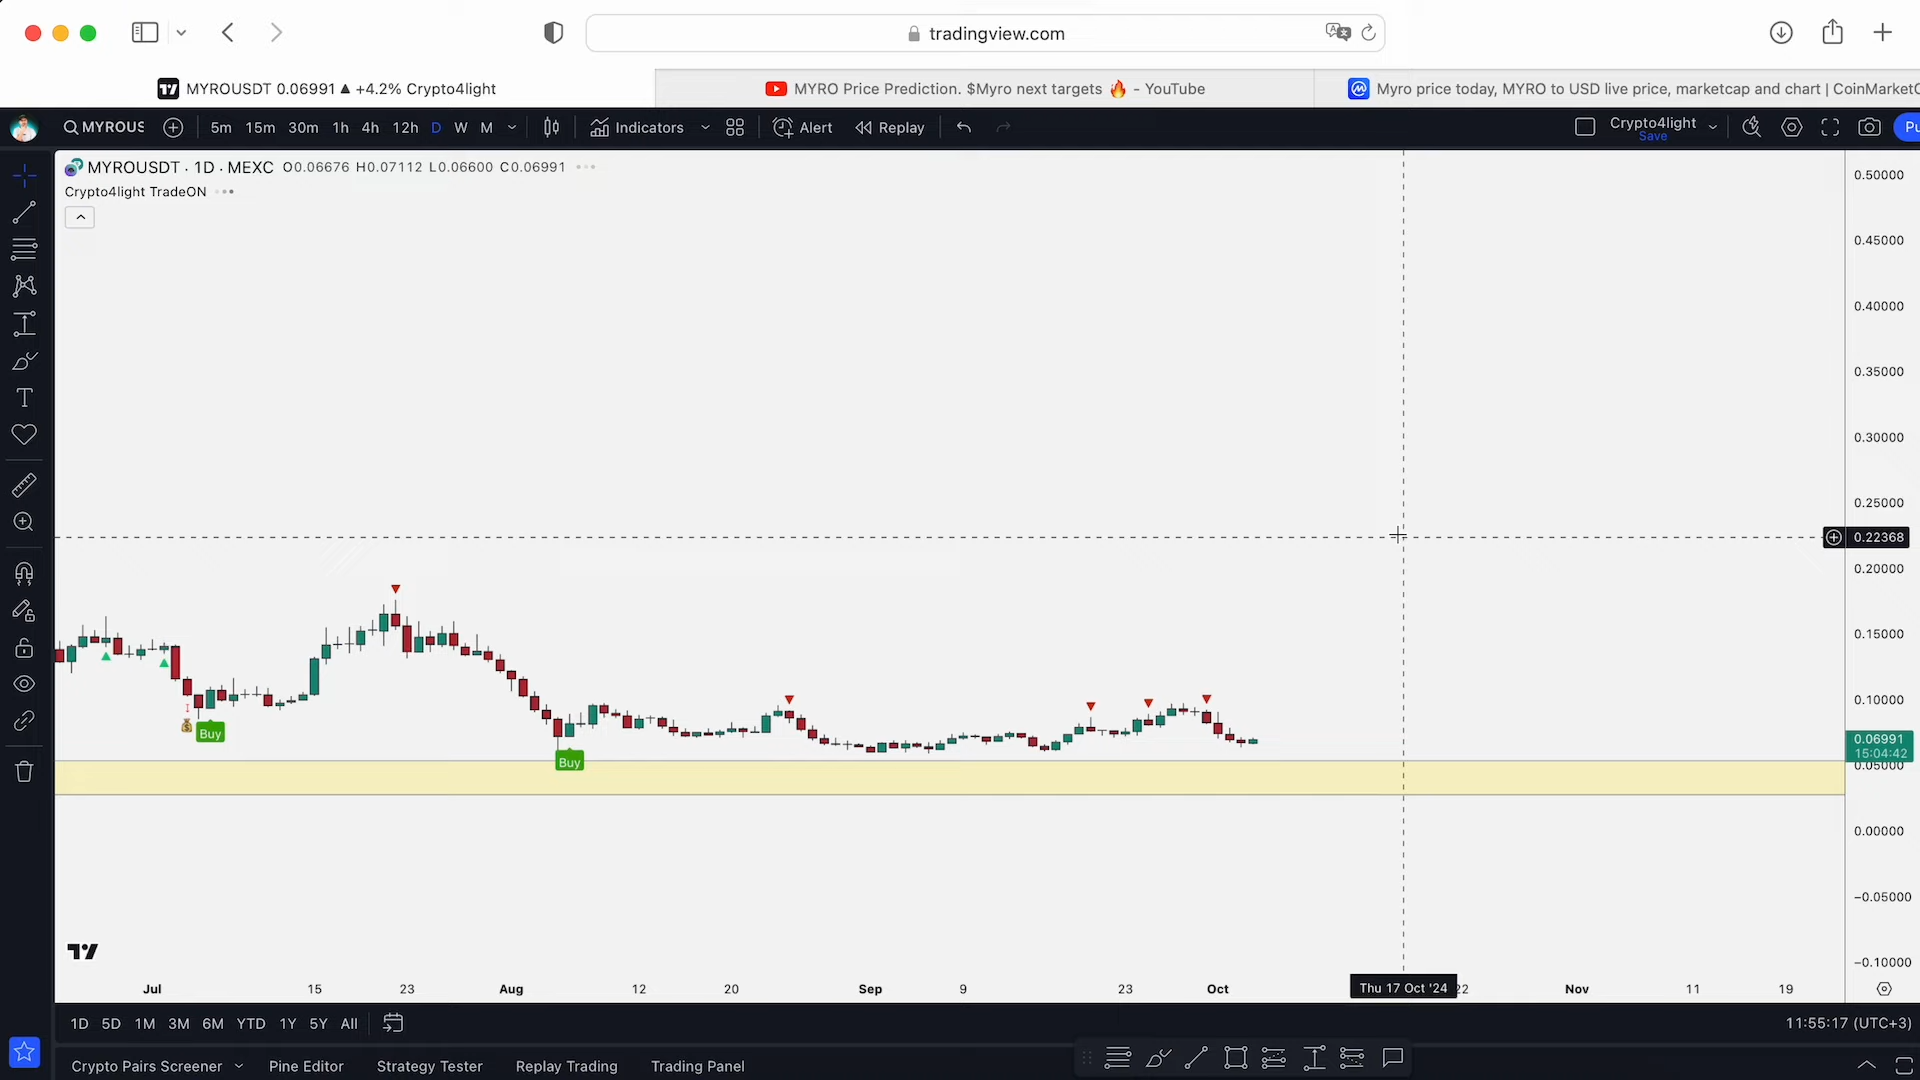 tradingview.com
MYROUSDT 0.06991 ▲ +4.2% Crypto4light
MYRO Price Prediction. $Myro next targets 🔥 - YouTube
Myro price today, MYRO to USD live price, marketcap and chart | CoinMarketC
MYROUS 5m 15m 30m 1h 4h 12h D W M Indicators Alert Replay Crypto4light
Save
Pu
MYROUSDT · 1D · MEXC O0.06676 H0.07112 L0.06600 C0.06991
Crypto4light TradeON
0.50000
0.45000
0.40000
0.35000
0.30000
0.25000
0.22368
0.20000
0.15000
0.10000
Buy
0.06991
15:04:42
Buy
0.05000
0.00000
−0.05000
−0.10000
Jul 15 23 Aug 12 20 Sep 9 23 Oct Thu 17 Oct '24 22 Nov 11 19
1D 5D 1M 3M 6M YTD 1Y 5Y All 11:55:17 (UTC+3)
Crypto Pairs Screener Pine Editor Strategy Tester Replay Trading Trading Panel